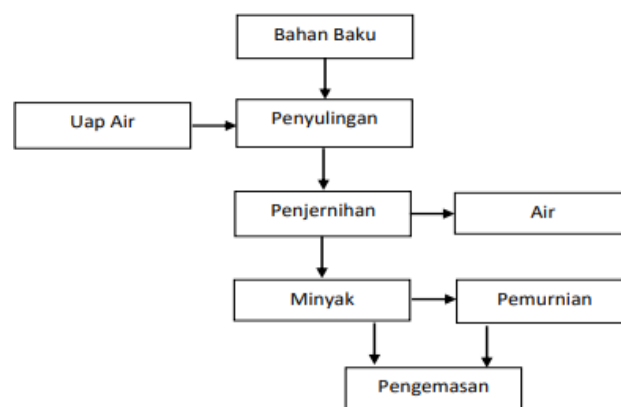 Bahan Baku
Uap Air
Penyulingan
Penjernihan
Air
Minyak
Pemurnian
Pengemasan